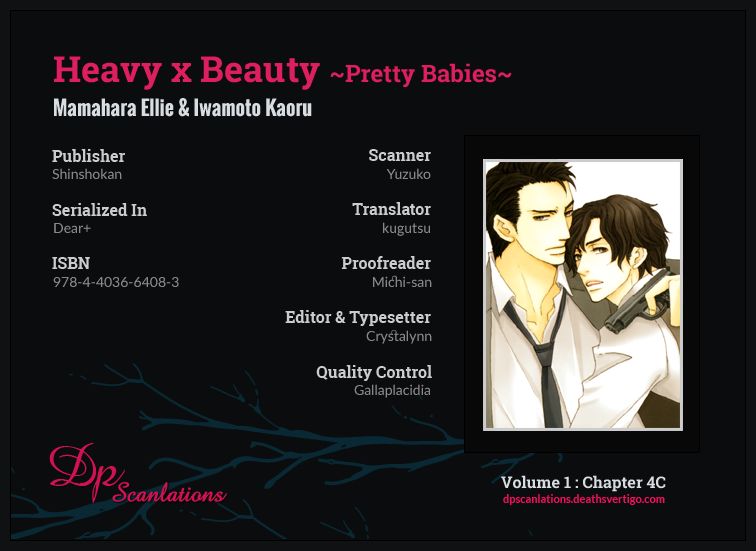 Heavy x Beauty ~Pretty Babies~
Mamahara Ellie & Iwamoto Kaoru
Publisher
Shinshokan
Serialized In
Dear+
ISBN
978-4-4036-6408-3
Scanner
Yuzuko
Translator
kugutsu
Proofreader
Michi-san
Editor & Typesetter
Crystalynn
Quality Control
Gallaplacidia
Dp Scanlations
Volume 1 : Chapter 4C
dpscanlations.deathsvertigo.com